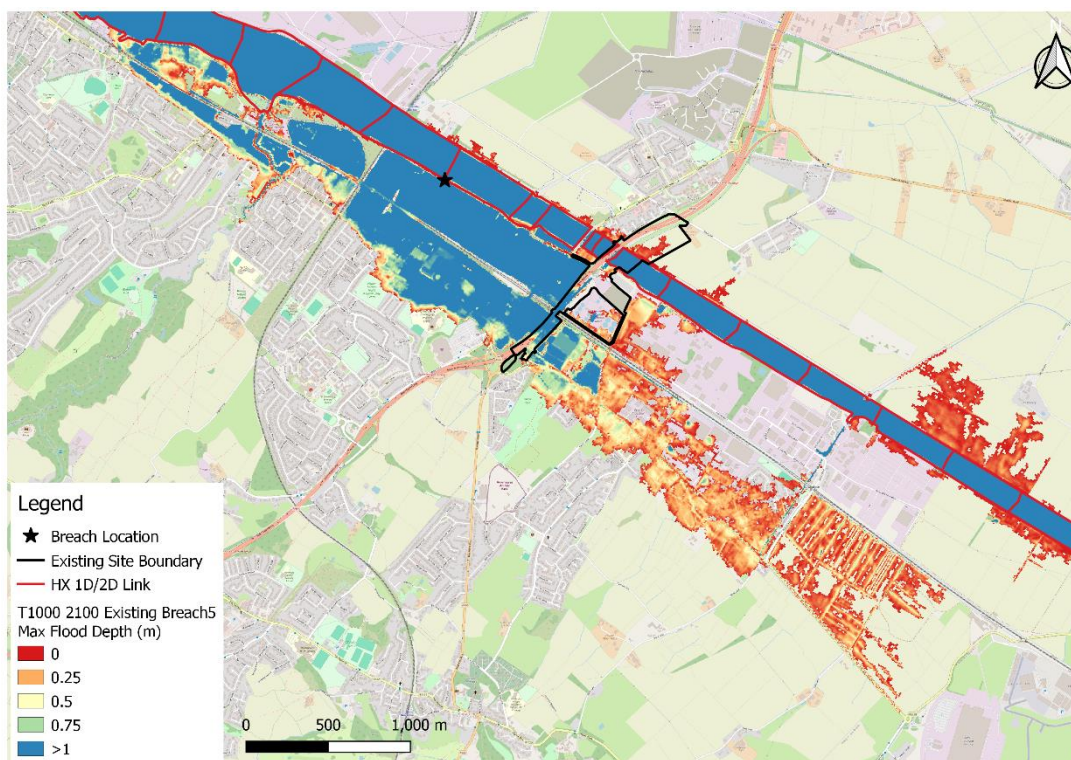 Legend
Breach Location
Existing Site Boundary
HX 1D/2D Link
T1000 2100 Existing Breach5
Max Flood Depth (m)
0
0.25
0.5
0.75
>1
0 500 1,000 m